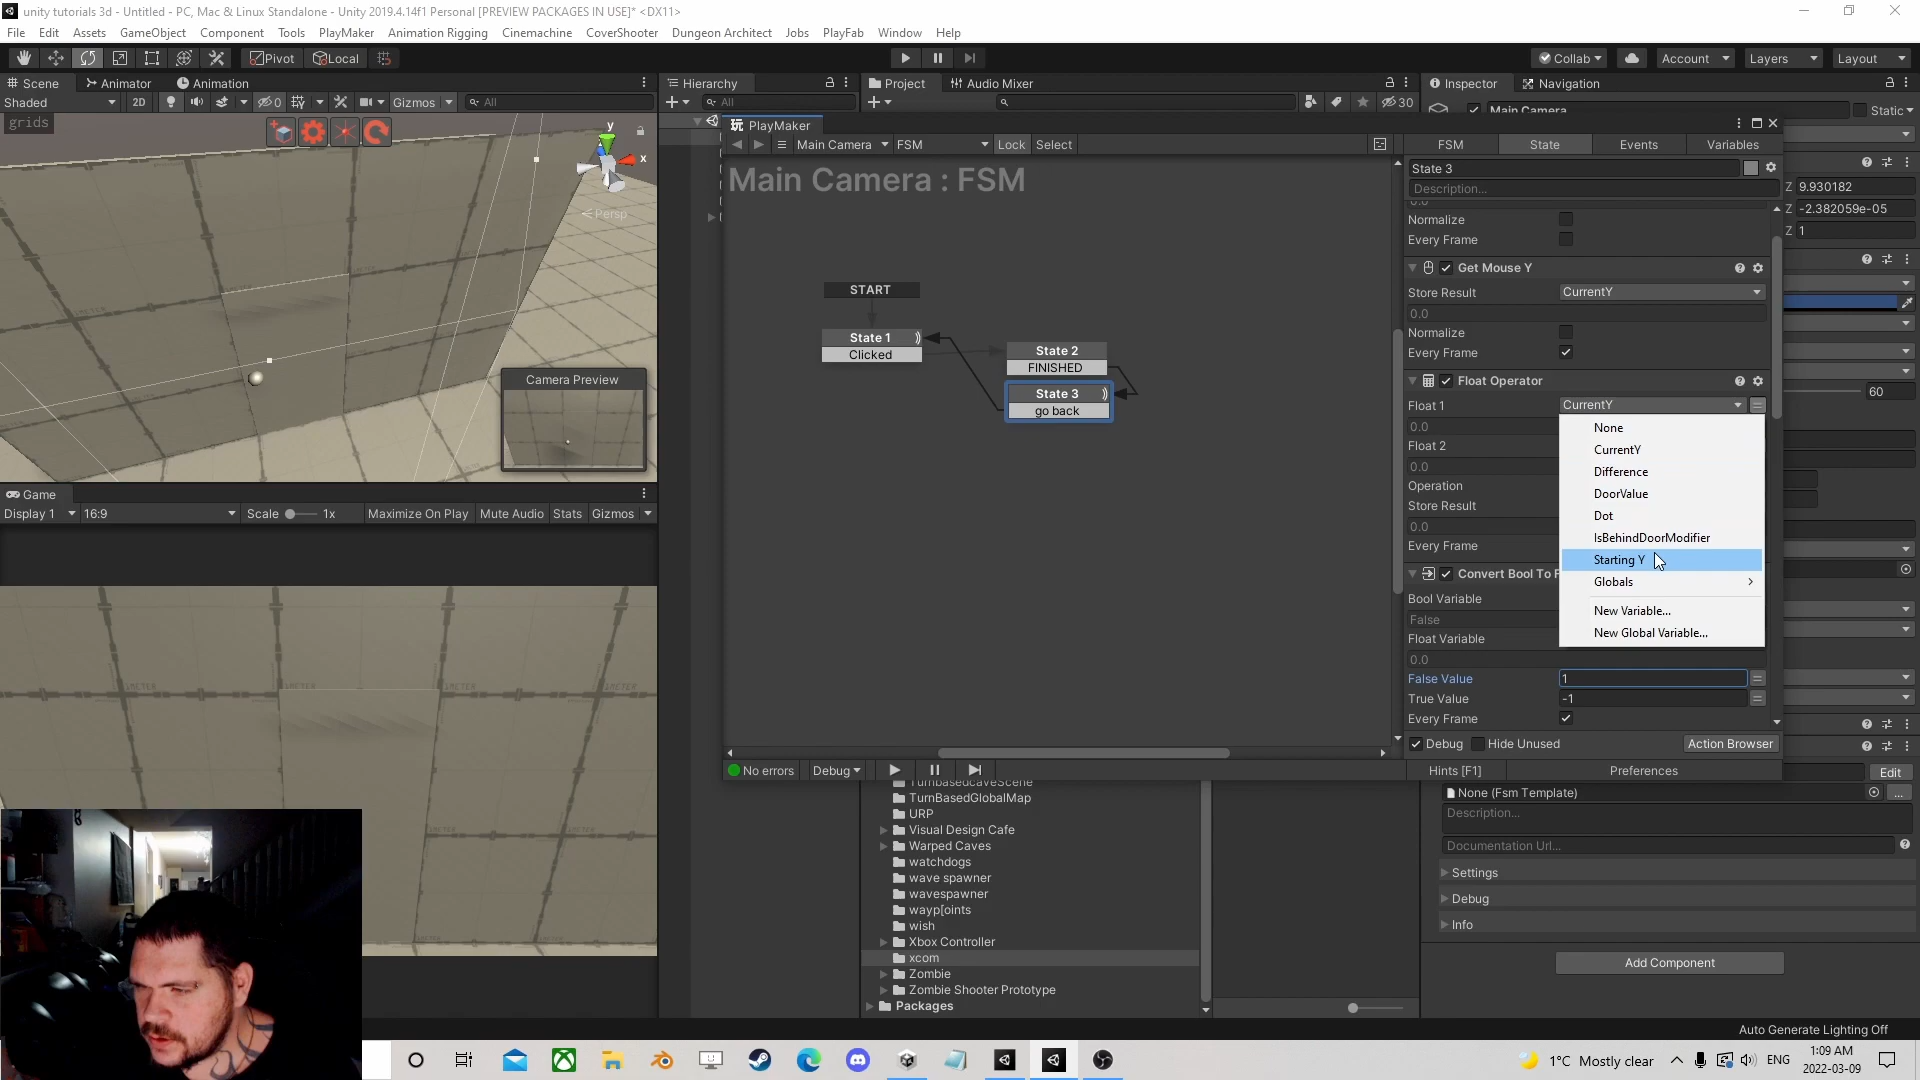 unity tutorials 3d - Untitled - PC, Mac & Linux Standalone - Unity 2019.4.14f1 Personal [PREVIEW PACKAGES IN USE]* <DX11>
File Edit Assets GameObject Component Tools PlayMaker Animation Rigging Cinemachine CoverShooter Dungeon Architect Jobs PlayFab Window Help
Pivot Local Collab Account Layers Layout
Scene Animator Animation
Shaded 2D 0 Gizmos All
grids
y
x
Persp
Camera Preview
Game
Display 1 16:9 Scale 1x Maximize On Play Mute Audio Stats Gizmos
Hierarchy
All
Project Audio Mixer
30
PlayMaker
Main Camera FSM Lock Select
Main Camera : FSM
START
State 1
Clicked
State 2
FINISHED
State 3
go back
No errors Debug
FSM State Events Variables
State 3
Description...
0.0
Normalize
Every Frame
Get Mouse Y
Store Result CurrentY
0.0
Normalize
Every Frame
Float Operator
Float 1 CurrentY
0.0
Float 2
0.0
Operation
Store Result
0.0
Every Frame
None
CurrentY
Difference
DoorValue
Dot
IsBehindDoorModifier
Starting Y
Globals
New Variable...
New Global Variable...
Convert Bool To F
Bool Variable
False
Float Variable
0.0
False Value 1
True Value -1
Every Frame
Debug Hide Unused Action Browser
Hints [F1] Preferences
Inspector Navigation
Main Camera Static
Z 9.930182
Z -2.382059e-05
Z 1
60
Edit
None (Fsm Template) ...
Description...
Documentation Url...
Settings
Debug
Info
Add Component
TurnbasedcaveScene
TurnBasedGlobalMap
URP
Visual Design Cafe
Warped Caves
watchdogs
wave spawner
wavespawner
wayp[oints
wish
Xbox Controller
xcom
Zombie
Zombie Shooter Prototype
Packages
Auto Generate Lighting Off
1°C Mostly clear ENG
1:09 AM
2022-03-09